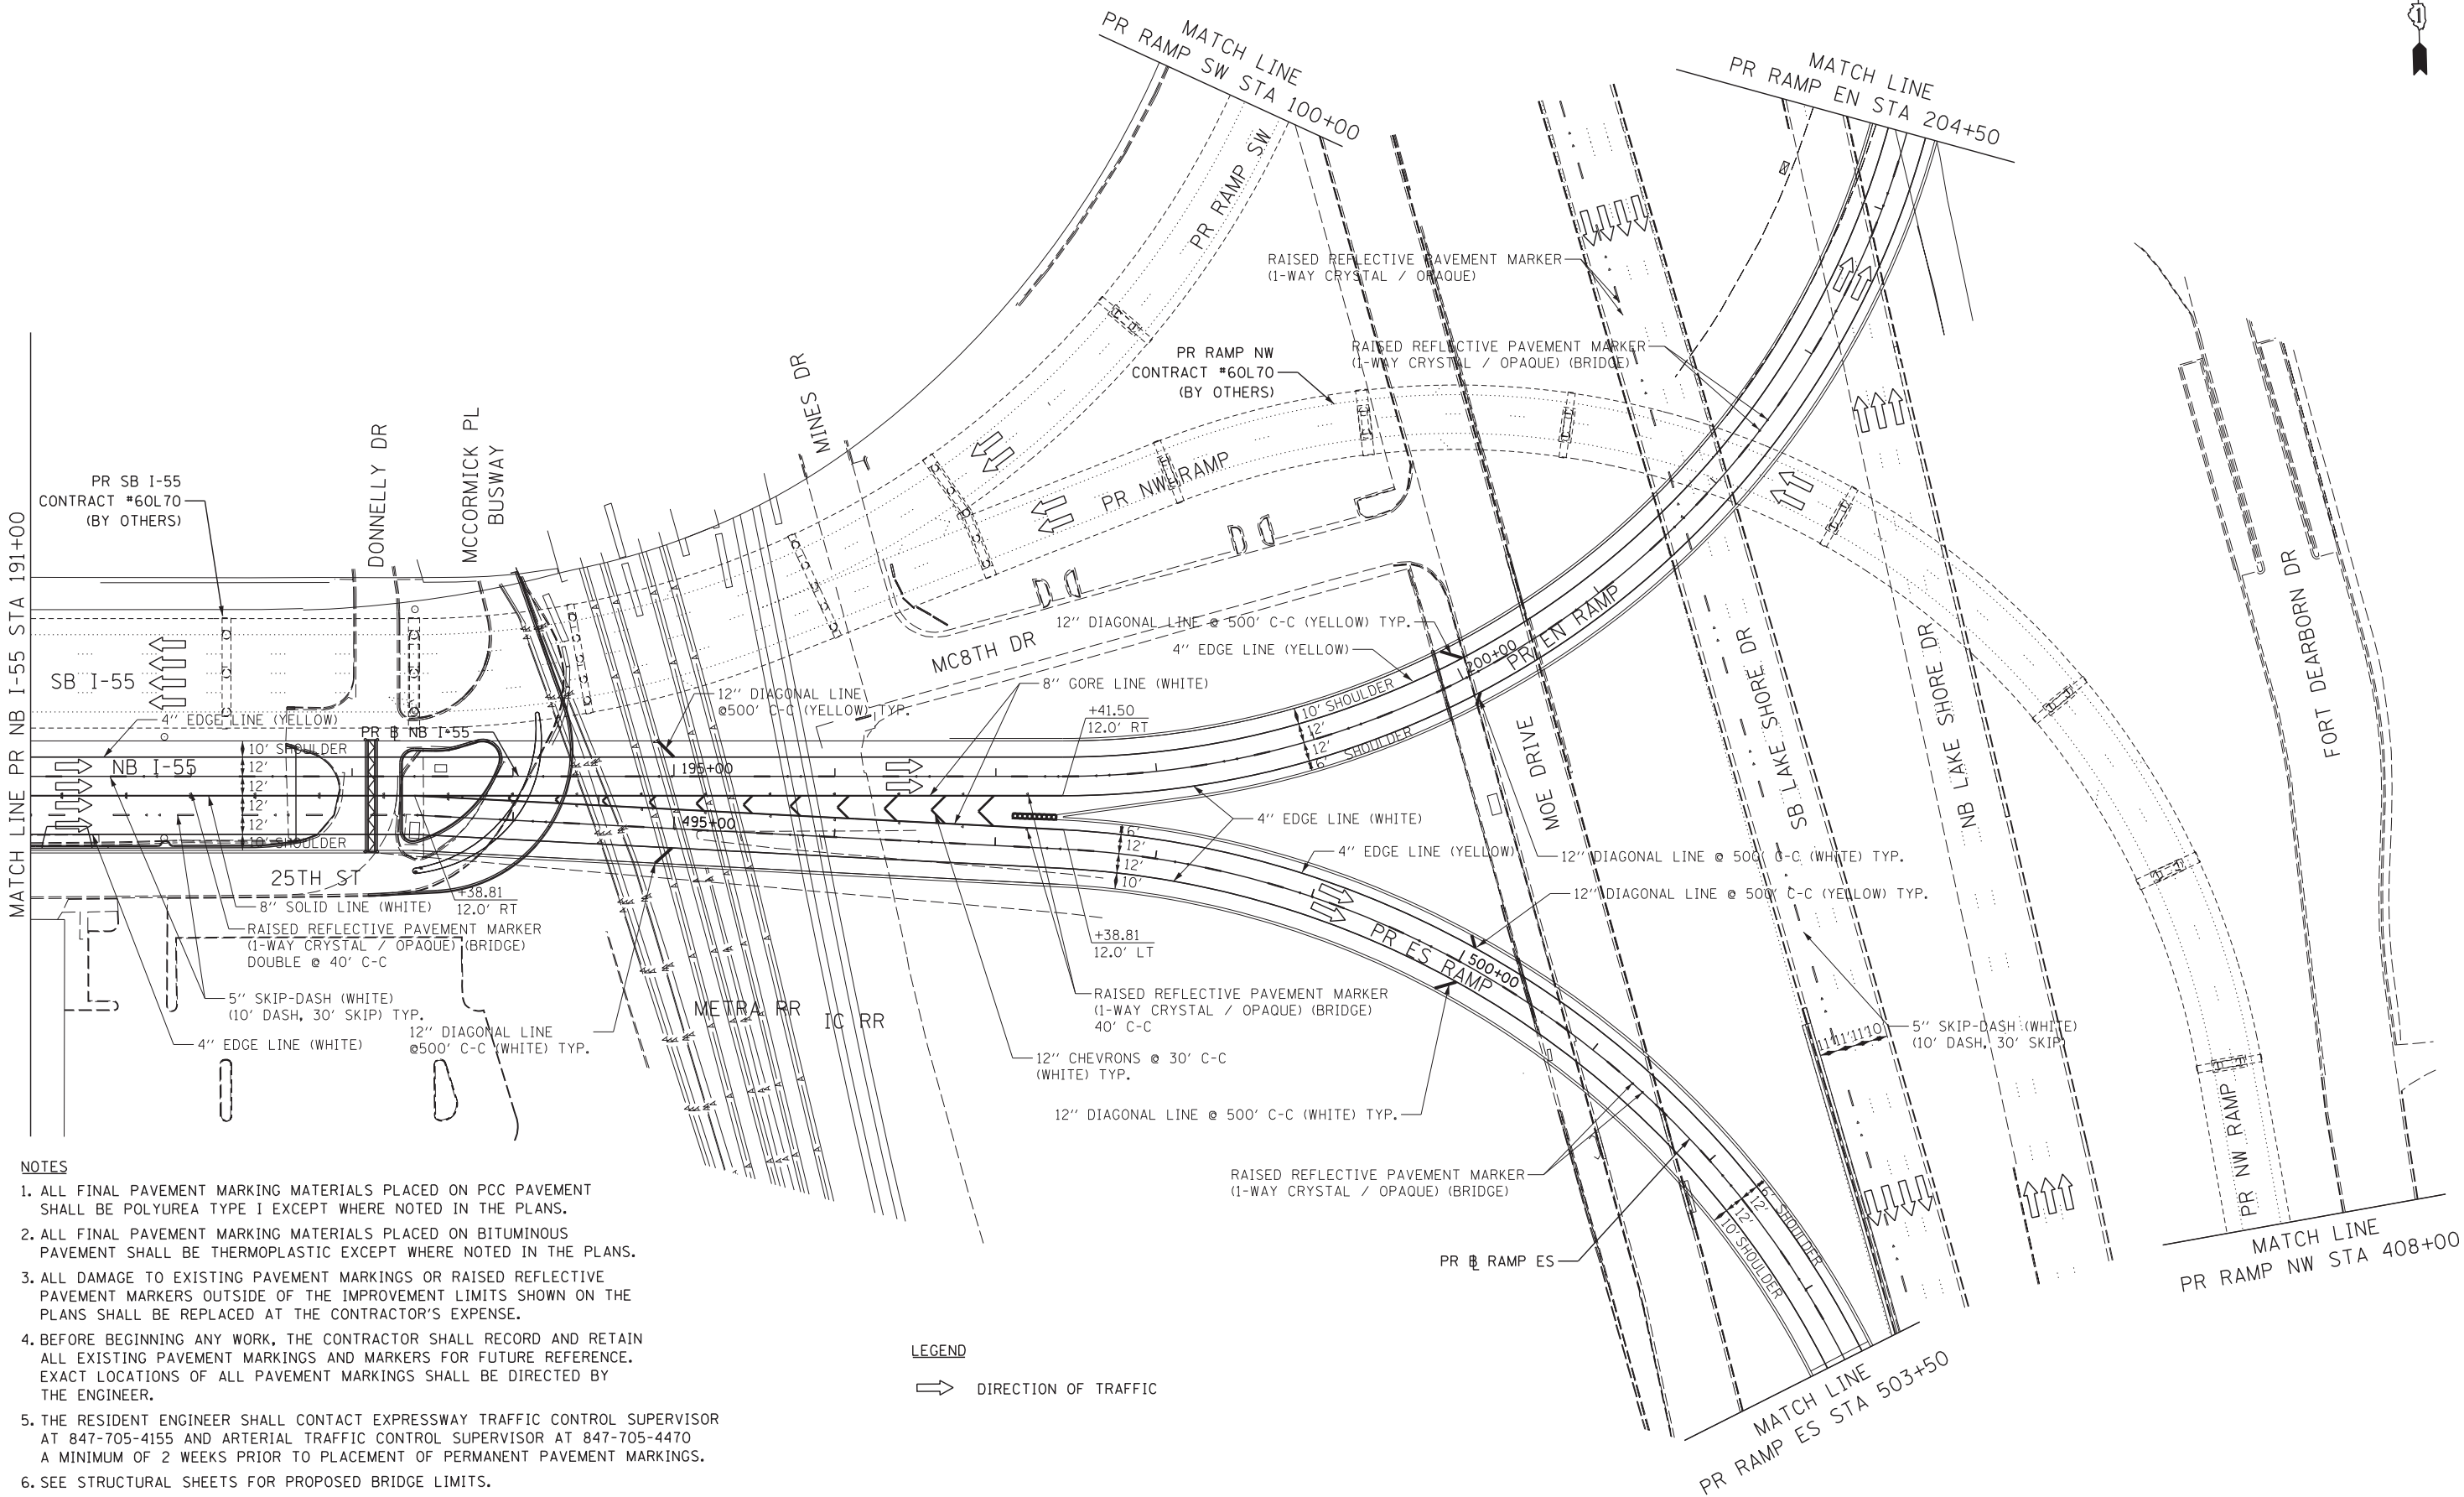 MATCH LINE
PR RAMP SW STA 100+00
MATCH LINE
PR RAMP EN STA 204+50
1
PR RAMP SW
RAISED REFLECTIVE PAVEMENT MARKER
(1-WAY CRYSTAL / OPAQUE)
RAISED REFLECTIVE PAVEMENT MARKER
(1-WAY CRYSTAL / OPAQUE) (BRIDGE)
PR RAMP NW
CONTRACT #60L70
(BY OTHERS)
MINES DR
DONNELLY DR
MCCORMICK PL
BUSWAY
PR SB I-55
CONTRACT #60L70
(BY OTHERS)
MATCH LINE PR NB I-55 STA 191+00
PR NW RAMP
MC8TH DR
12'' DIAGONAL LINE @ 500' C-C (YELLOW) TYP.
4'' EDGE LINE (YELLOW)
8'' GORE LINE (WHITE)
200+00
PR EN RAMP
SB I-55
4'' EDGE LINE (YELLOW)
12'' DIAGONAL LINE
@500' C-C (YELLOW) TYP.
+41.50
12.0' RT
10' SHOULDER
12'
12'
6' SHOULDER
PR BL NB I-55
10' SHOULDER
NB I-55
12'
12'
12'
12'
10' SHOULDER
195+00
495+00
25TH ST
+38.81
12.0' RT
8'' SOLID LINE (WHITE)
RAISED REFLECTIVE PAVEMENT MARKER
(1-WAY CRYSTAL / OPAQUE) (BRIDGE)
DOUBLE @ 40' C-C
5'' SKIP-DASH (WHITE)
(10' DASH, 30' SKIP) TYP.
4'' EDGE LINE (WHITE)
12'' DIAGONAL LINE
@500' C-C (WHITE) TYP.
METRA RR
IC RR
6'
12'
12'
10'
4'' EDGE LINE (WHITE)
4'' EDGE LINE (YELLOW)
12'' DIAGONAL LINE @ 500' C-C (WHITE) TYP.
12'' DIAGONAL LINE @ 500' C-C (YELLOW) TYP.
+38.81
12.0' LT
PR ES RAMP
500+00
RAISED REFLECTIVE PAVEMENT MARKER
(1-WAY CRYSTAL / OPAQUE) (BRIDGE)
40' C-C
12'' CHEVRONS @ 30' C-C
(WHITE) TYP.
12'' DIAGONAL LINE @ 500' C-C (WHITE) TYP.
RAISED REFLECTIVE PAVEMENT MARKER
(1-WAY CRYSTAL / OPAQUE) (BRIDGE)
PR BL RAMP ES
MOE DRIVE
SB LAKE SHORE DR
NB LAKE SHORE DR
FORT DEARBORN DR
11'11'11'10'
5'' SKIP-DASH (WHITE)
(10' DASH, 30' SKIP)
6' SHOULDER
12'
12'
10' SHOULDER
PR NW RAMP
MATCH LINE
PR RAMP NW STA 408+00
MATCH LINE
PR RAMP ES STA 503+50
NOTES
1. ALL FINAL PAVEMENT MARKING MATERIALS PLACED ON PCC PAVEMENT
SHALL BE POLYUREA TYPE I EXCEPT WHERE NOTED IN THE PLANS.
2. ALL FINAL PAVEMENT MARKING MATERIALS PLACED ON BITUMINOUS
PAVEMENT SHALL BE THERMOPLASTIC EXCEPT WHERE NOTED IN THE PLANS.
3. ALL DAMAGE TO EXISTING PAVEMENT MARKINGS OR RAISED REFLECTIVE
PAVEMENT MARKERS OUTSIDE OF THE IMPROVEMENT LIMITS SHOWN ON THE
PLANS SHALL BE REPLACED AT THE CONTRACTOR'S EXPENSE.
4. BEFORE BEGINNING ANY WORK, THE CONTRACTOR SHALL RECORD AND RETAIN
ALL EXISTING PAVEMENT MARKINGS AND MARKERS FOR FUTURE REFERENCE.
EXACT LOCATIONS OF ALL PAVEMENT MARKINGS SHALL BE DIRECTED BY
THE ENGINEER.
5. THE RESIDENT ENGINEER SHALL CONTACT EXPRESSWAY TRAFFIC CONTROL SUPERVISOR
AT 847-705-4155 AND ARTERIAL TRAFFIC CONTROL SUPERVISOR AT 847-705-4470
A MINIMUM OF 2 WEEKS PRIOR TO PLACEMENT OF PERMANENT PAVEMENT MARKINGS.
6. SEE STRUCTURAL SHEETS FOR PROPOSED BRIDGE LIMITS.
LEGEND
DIRECTION OF TRAFFIC